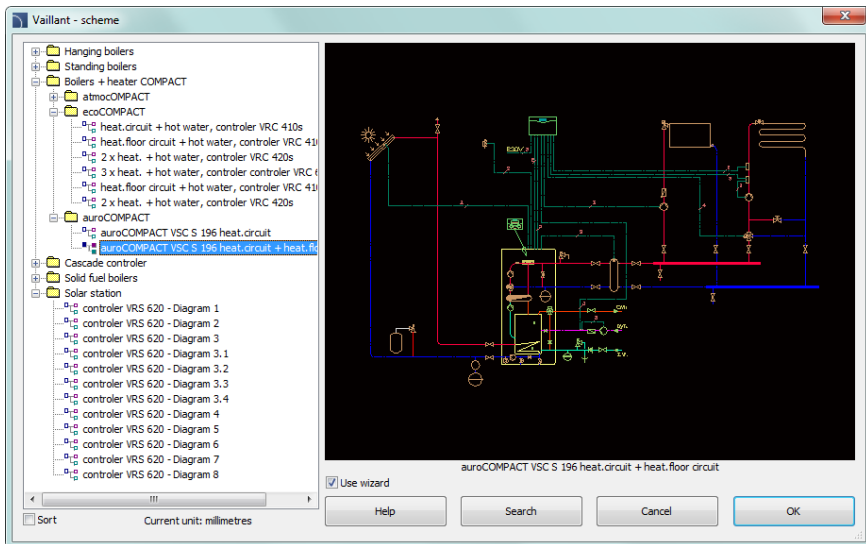 Vaillant - scheme
Hanging boilers
Standing boilers
Boilers + heater COMPACT
atmocOMPACT
ecoCOMPACT
heat.circuit + hot water, controler VRC 410s
heat.floor circuit + hot water, controler VRC 41
2 x heat. + hot water, controler VRC 420s
3 x heat. + hot water, controler controler VRC 6
heat.floor circuit + hot water, controler VRC 41
2 x heat. + hot water, controler VRC 420s
auroCOMPACT
auroCOMPACT VSC S 196 heat.circuit
auroCOMPACT VSC S 196 heat.circuit + heat.flo
Cascade controler
Solid fuel boilers
Solar station
controler VRS 620 - Diagram 1
controler VRS 620 - Diagram 2
controler VRS 620 - Diagram 3
controler VRS 620 - Diagram 3.1
controler VRS 620 - Diagram 3.2
controler VRS 620 - Diagram 3.3
controler VRS 620 - Diagram 3.4
controler VRS 620 - Diagram 4
controler VRS 620 - Diagram 5
controler VRS 620 - Diagram 6
controler VRS 620 - Diagram 7
controler VRS 620 - Diagram 8
Sort
Current unit: millimetres
230V
auroCOMPACT VSC S 196 heat.circuit + heat.floor circuit
Use wizard
Help
Search
Cancel
OK